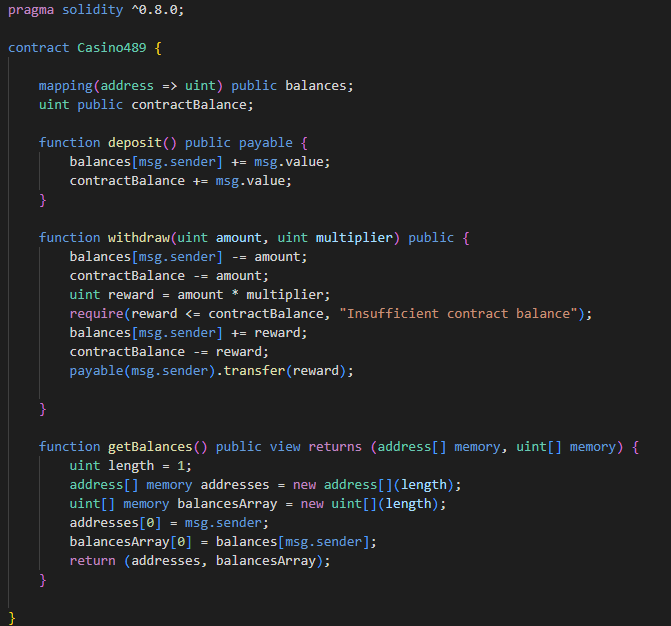 pragma solidity ^0.8.0;

contract Casino489 {

    mapping(address => uint) public balances;
    uint public contractBalance;

    function deposit() public payable {
        balances[msg.sender] += msg.value;
        contractBalance += msg.value;
    }

    function withdraw(uint amount, uint multiplier) public {
        balances[msg.sender] -= amount;
        contractBalance -= amount;
        uint reward = amount * multiplier;
        require(reward <= contractBalance, "Insufficient contract balance");
        balances[msg.sender] += reward;
        contractBalance -= reward;
        payable(msg.sender).transfer(reward);

    }

    function getBalances() public view returns (address[] memory, uint[] memory) {
        uint length = 1;
        address[] memory addresses = new address[](length);
        uint[] memory balancesArray = new uint[](length);
        addresses[0] = msg.sender;
        balancesArray[0] = balances[msg.sender];
        return (addresses, balancesArray);
    }

}